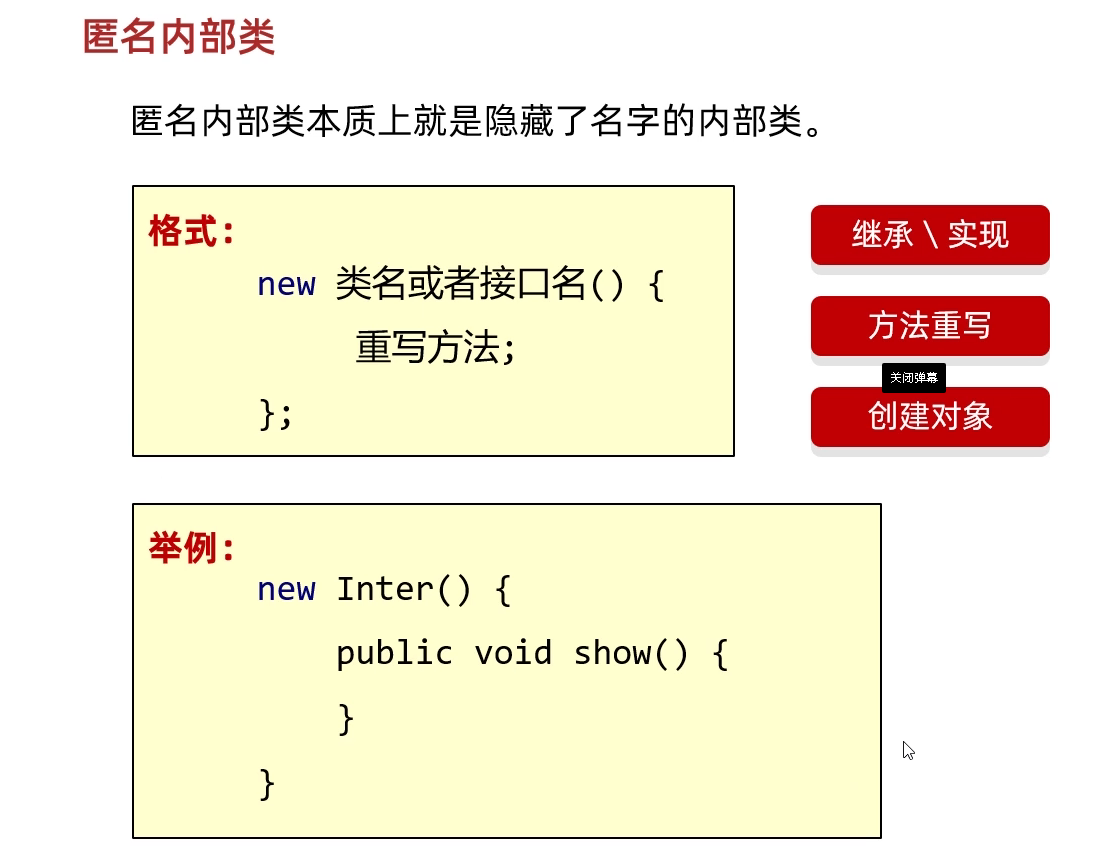 匿名内部类
匿名内部类本质上就是隐藏了名字的内部类。
格式：
new 类名或者接口名() {
重写方法;
};
继承 \ 实现
方法重写
关闭弹幕
创建对象
举例：
new Inter() {
public void show() {
}
}